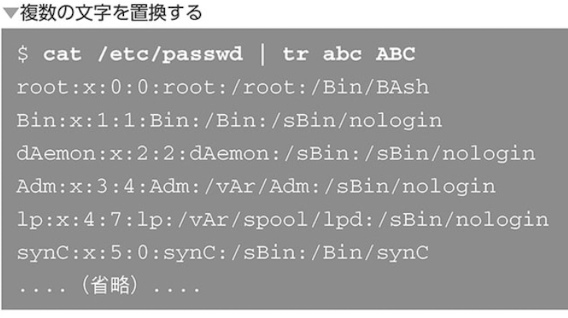 ▼複数の文字を置換する
$ cat /etc/passwd | tr abc ABC
root:x:0:0:root:/root:/Bin/BAsh
Bin:x:1:1:Bin:/Bin:/sBin/nologin
dAemon:x:2:2:dAemon:/sBin:/sBin/nologin
Adm:x:3:4:Adm:/vAr/Adm:/sBin/nologin
lp:x:4:7:lp:/vAr/spool/lpd:/sBin/nologin
synC:x:5:0:synC:/sBin:/Bin/synC
....（省略）....